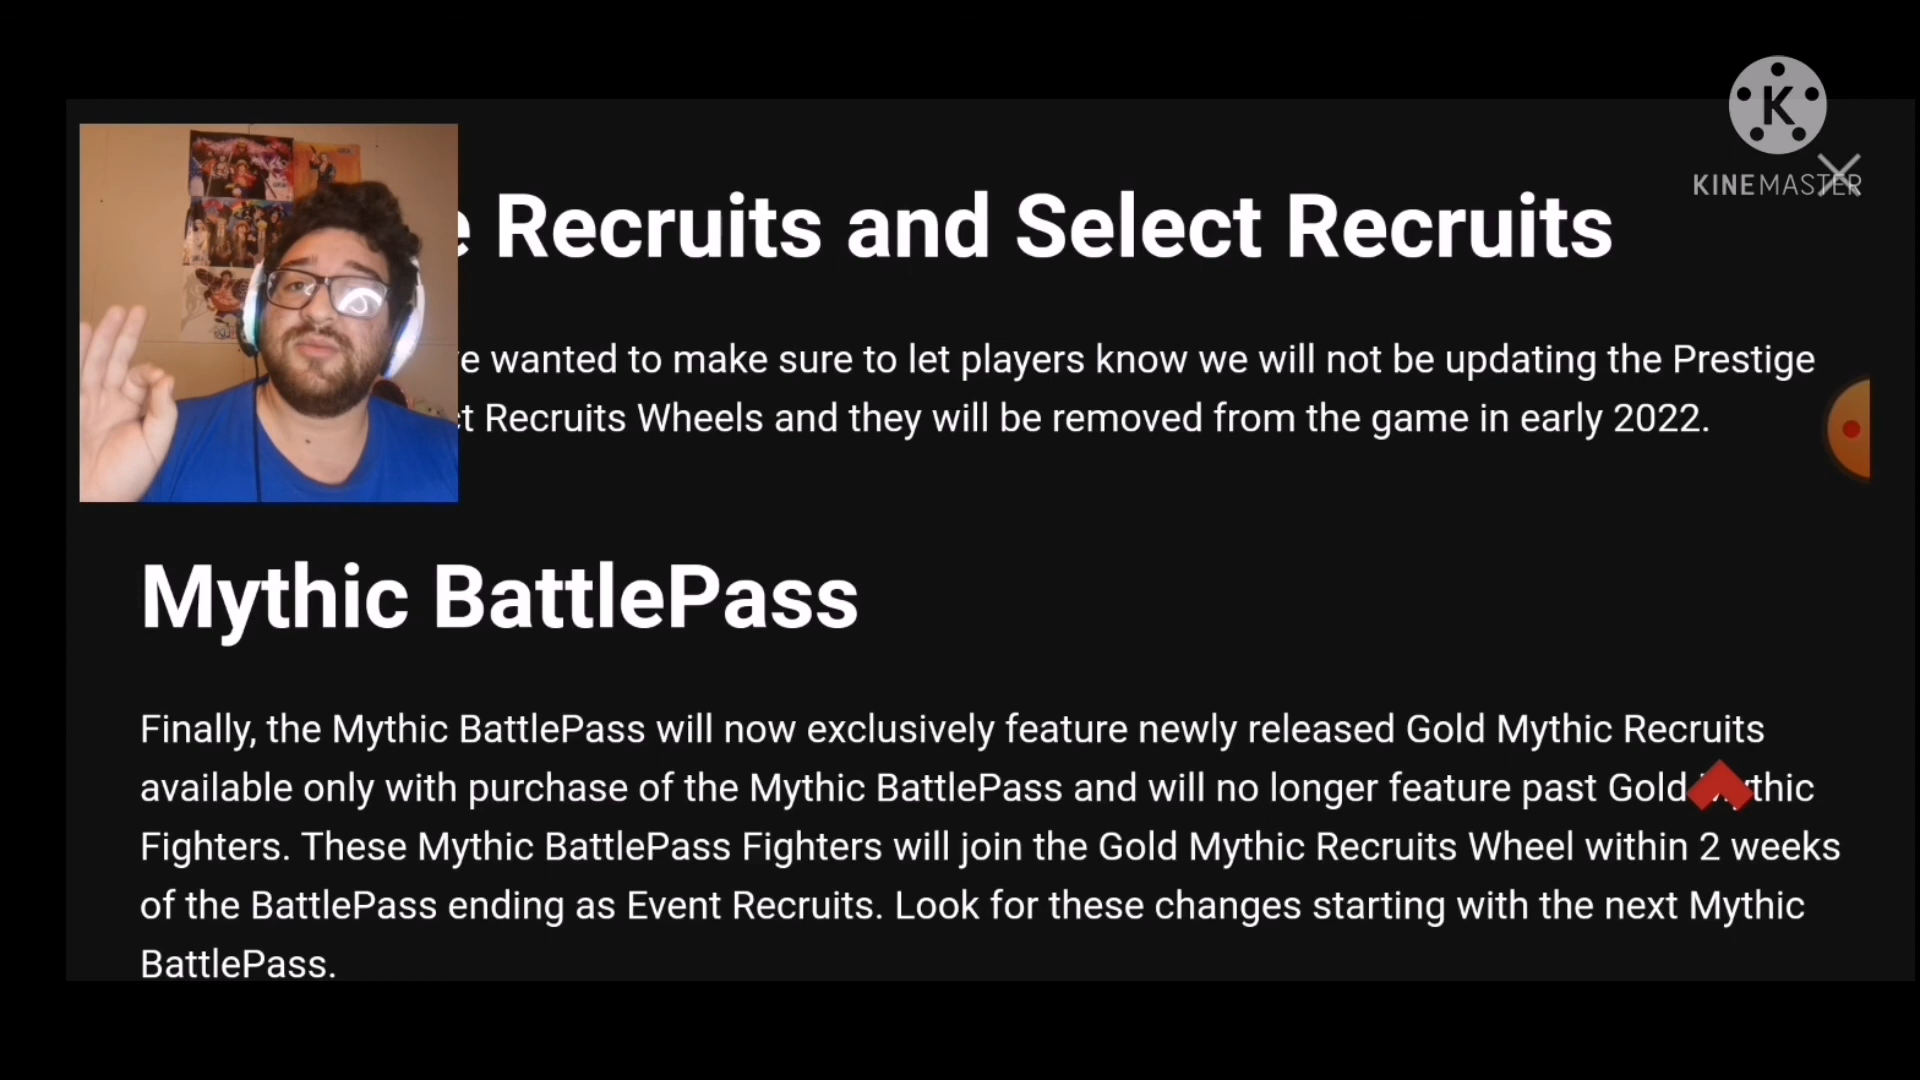 K
KINEMASTER
Recruits and Select Recruits
wanted to make sure to let players know we will not be updating the Prestige
Recruits Wheels and they will be removed from the game in early 2022.
Mythic BattlePass
Finally, the Mythic BattlePass will now exclusively feature newly released Gold Mythic Recruits
available only with purchase of the Mythic BattlePass and will no longer feature past Gold Mythic
Fighters. These Mythic BattlePass Fighters will join the Gold Mythic Recruits Wheel within 2 weeks
of the BattlePass ending as Event Recruits. Look for these changes starting with the next Mythic
BattlePass.